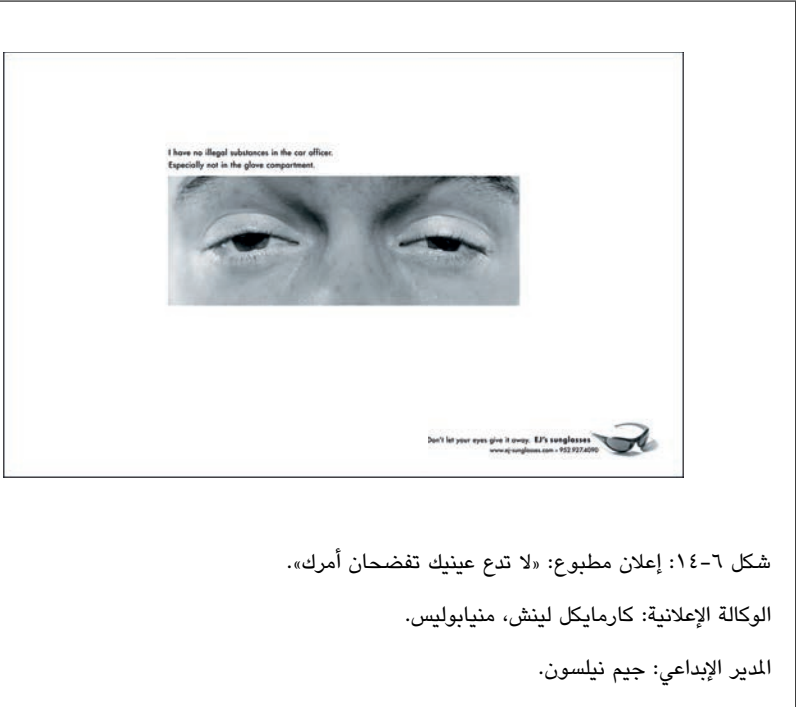 I have no illegal substances in the car officer.
Especially not in the glove compartment.
Don't let your eyes give it away. EJ's sunglasses
www.ej-sunglasses.com • 952.927.4090
شكل ٦-١٤: إعلان مطبوع: «لا تدع عينيك تفضحان أمرك».
الوكالة الإعلانية: كارمايكل لينش، منيابوليس.
المدير الإبداعي: جيم نيلسون.